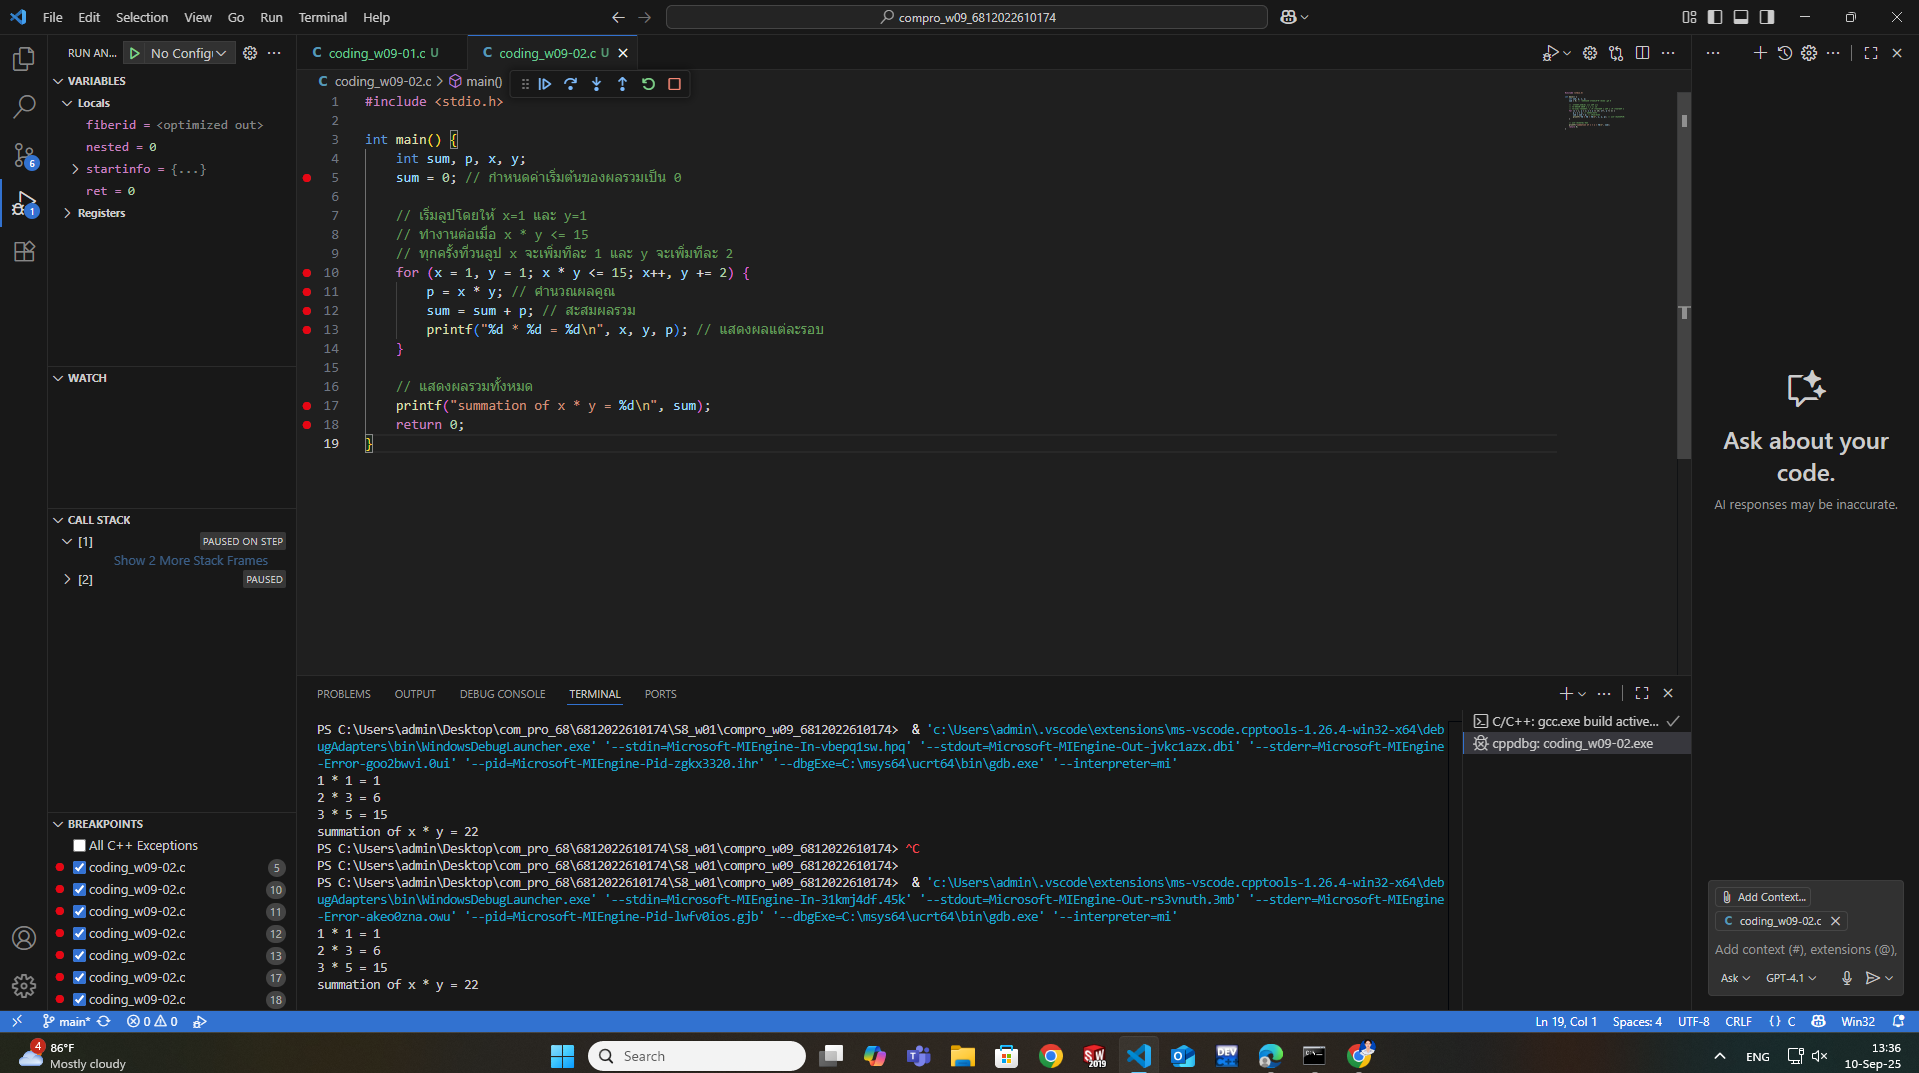 File Edit Selection View Go Run Terminal Help
compro_w09_6812022610174
RUN AN... No Config
coding_w09-01.c U
coding_w09-02.c U
coding_w09-02.c > main()
VARIABLES
Locals
fiberid = <optimized out>
nested = 0
startinfo = {...}
ret = 0
Registers
WATCH
CALL STACK
[1] PAUSED ON STEP
Show 2 More Stack Frames
[2] PAUSED
BREAKPOINTS
All C++ Exceptions
coding_w09-02.c 5
coding_w09-02.c 10
coding_w09-02.c 11
coding_w09-02.c 12
coding_w09-02.c 13
coding_w09-02.c 17
coding_w09-02.c 18
1 #include <stdio.h>
2
3 int main() {
4 int sum, p, x, y;
5 sum = 0; // กำหนดค่าเริ่มต้นของผลรวมเป็น 0
6
7 // เริ่มลูปโดยให้ x=1 และ y=1
8 // ทำงานต่อเมื่อ x * y <= 15
9 // ทุกครั้งที่วนลูป x จะเพิ่มทีละ 1 และ y จะเพิ่มทีละ 2
10 for (x = 1, y = 1; x * y <= 15; x++, y += 2) {
11 p = x * y; // คำนวณผลคูณ
12 sum = sum + p; // สะสมผลรวม
13 printf("%d * %d = %d\n", x, y, p); // แสดงผลแต่ละรอบ
14 }
15
16 // แสดงผลรวมทั้งหมด
17 printf("summation of x * y = %d\n", sum);
18 return 0;
19 }
PROBLEMS OUTPUT DEBUG CONSOLE TERMINAL PORTS
PS C:\Users\admin\Desktop\com_pro_68\6812022610174\S8_w01\compro_w09_6812022610174> & 'c:\Users\admin\.vscode\extensions\ms-vscode.cpptools-1.26.4-win32-x64\deb
ugAdapters\bin\WindowsDebugLauncher.exe' '--stdin=Microsoft-MIEngine-In-vbepq1sw.hpq' '--stdout=Microsoft-MIEngine-Out-jvkc1azx.dbi' '--stderr=Microsoft-MIEngine
-Error-goo2bwvi.0ui' '--pid=Microsoft-MIEngine-Pid-zgkx3320.ihr' '--dbgExe=C:\msys64\ucrt64\bin\gdb.exe' '--interpreter=mi'
1 * 1 = 1
2 * 3 = 6
3 * 5 = 15
summation of x * y = 22
PS C:\Users\admin\Desktop\com_pro_68\6812022610174\S8_w01\compro_w09_6812022610174> ^C
PS C:\Users\admin\Desktop\com_pro_68\6812022610174\S8_w01\compro_w09_6812022610174>
PS C:\Users\admin\Desktop\com_pro_68\6812022610174\S8_w01\compro_w09_6812022610174> & 'c:\Users\admin\.vscode\extensions\ms-vscode.cpptools-1.26.4-win32-x64\deb
ugAdapters\bin\WindowsDebugLauncher.exe' '--stdin=Microsoft-MIEngine-In-31kmj4df.45k' '--stdout=Microsoft-MIEngine-Out-rs3vnuth.3mb' '--stderr=Microsoft-MIEngine
-Error-akeo0zna.owu' '--pid=Microsoft-MIEngine-Pid-lwfv0ios.gjb' '--dbgExe=C:\msys64\ucrt64\bin\gdb.exe' '--interpreter=mi'
1 * 1 = 1
2 * 3 = 6
3 * 5 = 15
summation of x * y = 22
C/C++: gcc.exe build active...
cppdbg: coding_w09-02.exe
Ask about your
code.
AI responses may be inaccurate.
Add Context...
coding_w09-02.c
Add context (#), extensions (@),
Ask GPT-4.1
6
1
main* 0 0
Ln 19, Col 1 Spaces: 4 UTF-8 CRLF {} C Win32
4
86°F
Mostly cloudy
Search
SW 2019
DEV
ENG
13:36
10-Sep-25